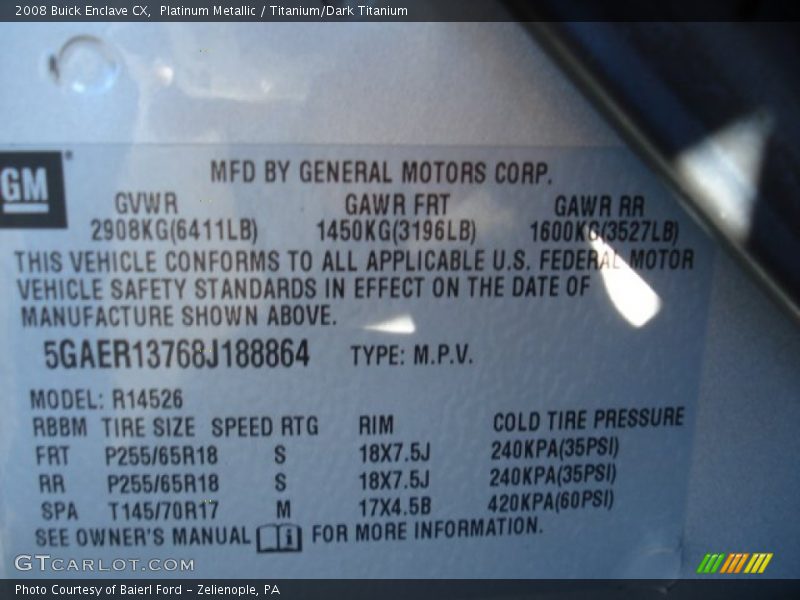 2008 Buick Enclave CX, Platinum Metallic / Titanium/Dark Titanium
GM
MFD BY GENERAL MOTORS CORP.
GVWR GAWR FRT GAWR RR
2908KG(6411LB) 1450KG(3196LB) 1600KG(3527LB)
THIS VEHICLE CONFORMS TO ALL APPLICABLE U.S. FEDERAL MOTOR
VEHICLE SAFETY STANDARDS IN EFFECT ON THE DATE OF
MANUFACTURE SHOWN ABOVE.
5GAER13768J188864 TYPE: M.P.V.
MODEL: R14526
RBBM TIRE SIZE SPEED RTG RIM COLD TIRE PRESSURE
FRT P255/65R18 S 18X7.5J 240KPA(35PSI)
RR P255/65R18 S 18X7.5J 240KPA(35PSI)
SPA T145/70R17 M 17X4.5B 420KPA(60PSI)
SEE OWNER'S MANUAL i FOR MORE INFORMATION.
GTCARLOT.COM
Photo Courtesy of Baierl Ford - Zelienople, PA